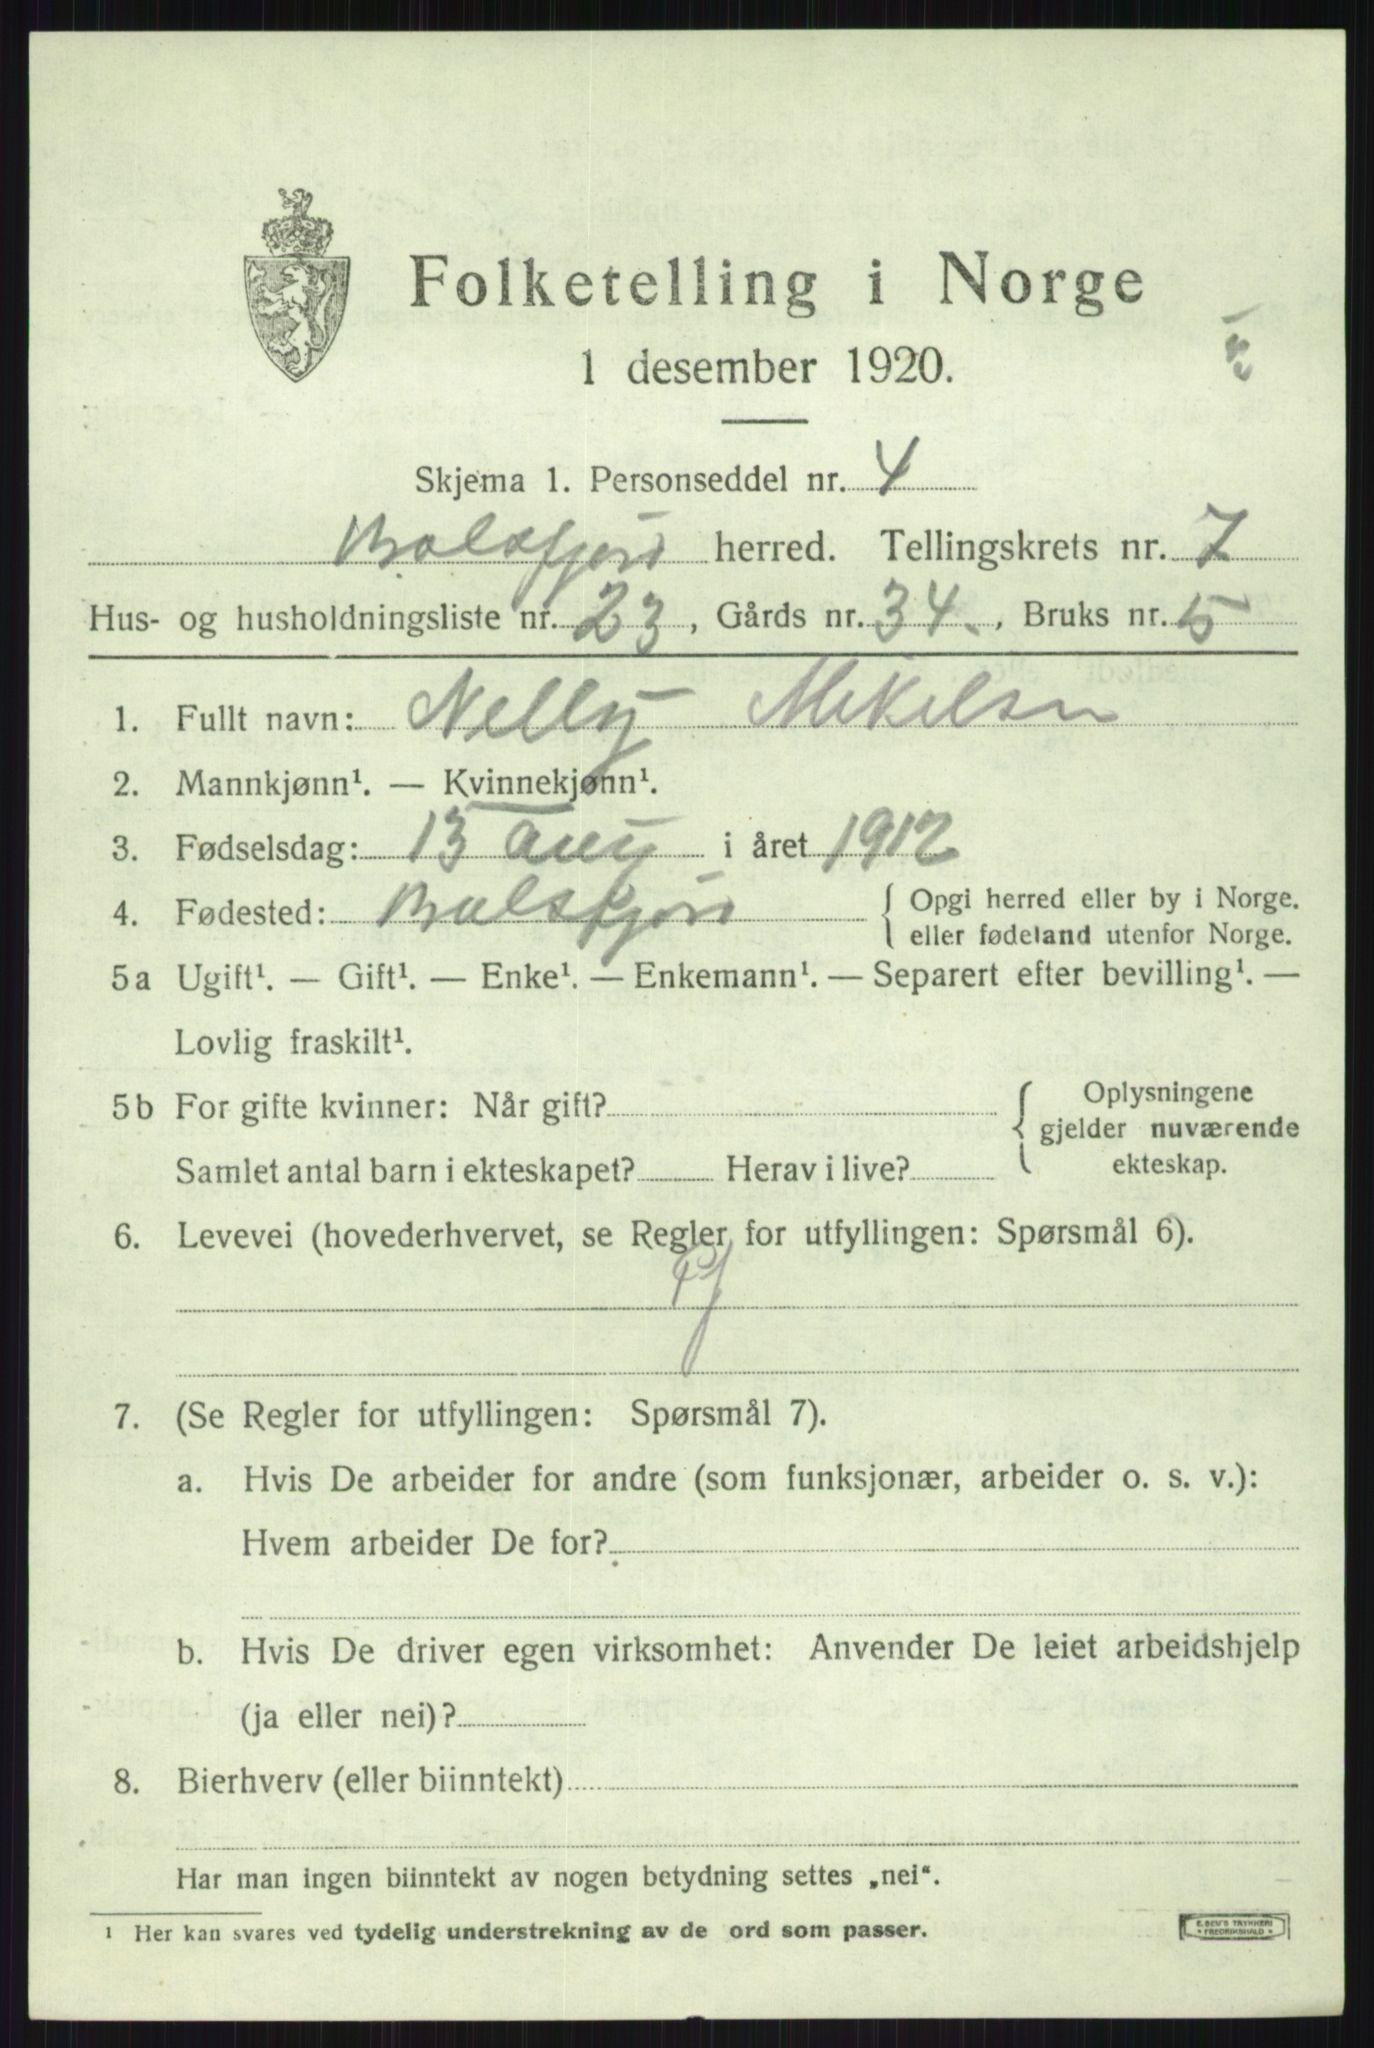 Folketelling i Norge
1 desember 1920.
Skjema 1. Personseddel nr. 4
Balsfjord herred. Tellingskrets nr. 7
Hus- og husholdningsliste nr. 23, Gårds nr. 34., Bruks nr. 5
1. Fullt navn: Nelly Mikelsn
2. Mannkjønn¹. — Kvinnekjønn¹.
3. Fødselsdag: 13 aug i året 1912
4. Fødested: Balsfjord { Opgi herred eller by i Norge.
eller fødeland utenfor Norge.
5a Ugift¹. — Gift¹. — Enke¹. — Enkemann¹. — Separert efter bevilling¹. —
Lovlig fraskilt¹.
5b For gifte kvinner: Når gift? { Oplysningene
gjelder nuværende
Samlet antal barn i ekteskapet? Herav i live? ekteskap.
6. Levevei (hovederhvervet, se Regler for utfyllingen: Spørsmål 6).
7. (Se Regler for utfyllingen: Spørsmål 7).
a. Hvis De arbeider for andre (som funksjonær, arbeider o. s. v.):
Hvem arbeider De for?
b. Hvis De driver egen virksomhet: Anvender De leiet arbeidshjelp
(ja eller nei)?
8. Bierhverv (eller biinntekt)
Har man ingen biinntekt av nogen betydning settes „nei“.
¹ Her kan svares ved tydelig understrekning av de ord som passer.
E. SEM'S TRYKKERI
• FREDRIKSHALD •